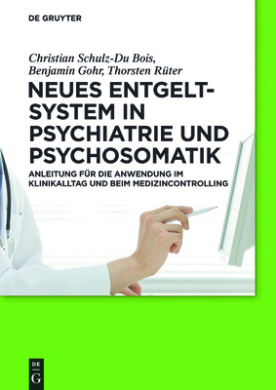 DE GRUYTER
Christian Schulz-Du Bois,
Benjamin Gohr, Thorsten Rüter
NEUES ENTGELT-
SYSTEM IN
PSYCHIATRIE UND
PSYCHOSOMATIK
ANLEITUNG FÜR DIE ANWENDUNG IM
KLINIKALLTAG UND BEIM MEDIZINCONTROLLING
DE
G